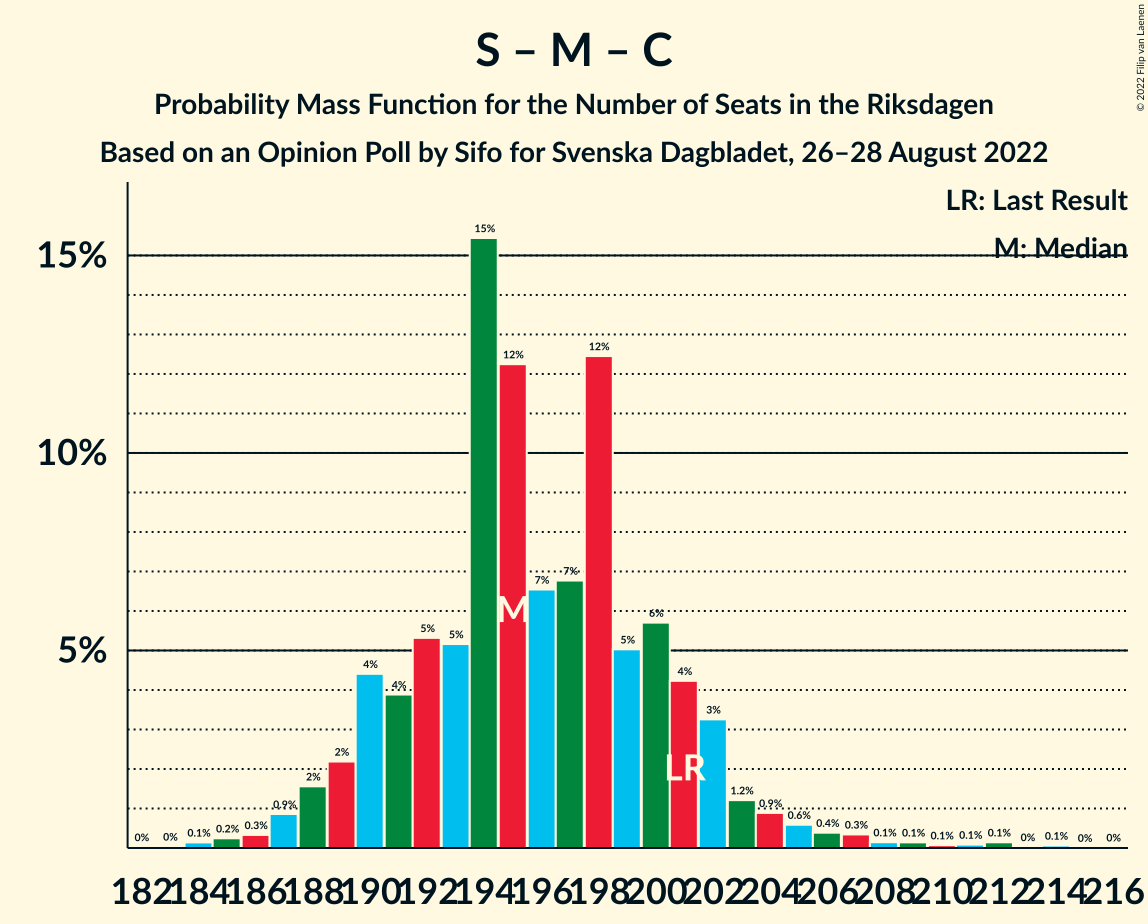 © 2022 Filip van Laenen
S – M – C
Probability Mass Function for the Number of Seats in the Riksdagen
Based on an Opinion Poll by Sifo for Svenska Dagbladet, 26–28 August 2022
LR: Last Result
M: Median
15%
10%
5%
0% 0% 0.1% 0.2% 0.3% 0.9% 2% 2% 4% 4% 5% 5% 15% 12% 7% 7% 12% 5% 6% 4% 3% 1.2% 0.9% 0.6% 0.4% 0.3% 0.1% 0.1% 0.1% 0.1% 0.1% 0% 0.1% 0% 0%
M
LR
182 184 186 188 190 192 194 196 198 200 202 204 206 208 210 212 214 216